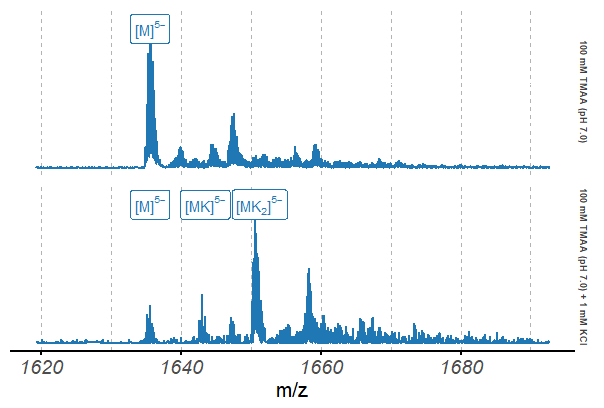 [M]⁵⁻
100 mM TMAA (pH 7.0)
[M]⁵⁻ [MK]⁵⁻ [MK₂]⁵⁻
100 mM TMAA (pH 7.0) + 1 mM KCl
1620 1640 1660 1680
m/z